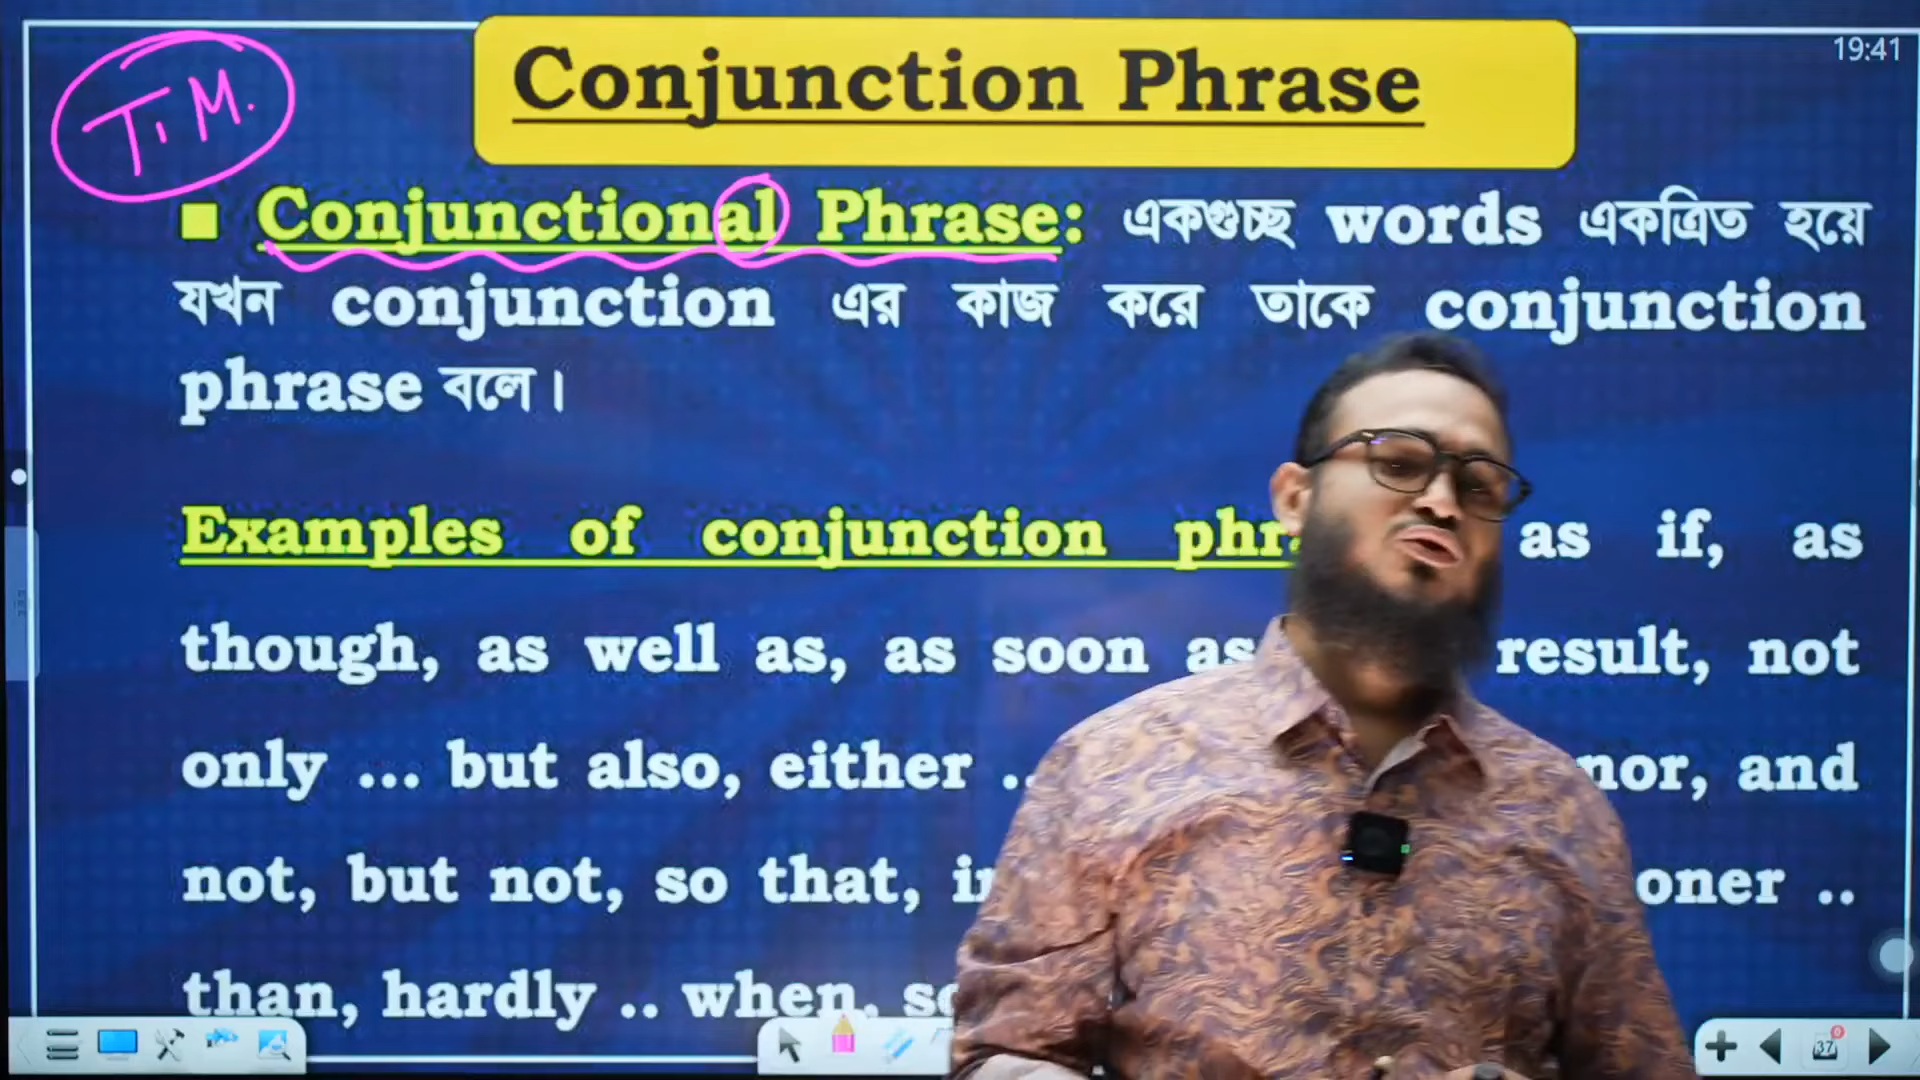 19:41
Conjunction Phrase
T. M.
■ Conjunctional Phrase: একগুচ্ছ words একত্রিত হয়ে
যখন conjunction এর কাজ করে তাকে conjunction
phrase বলে।
Examples of conjunction as if, as
though, as well as, as soon as result, not
only ... but also, either .. nor, and
not, but not, so that, ..
than, hardly .. when,
37